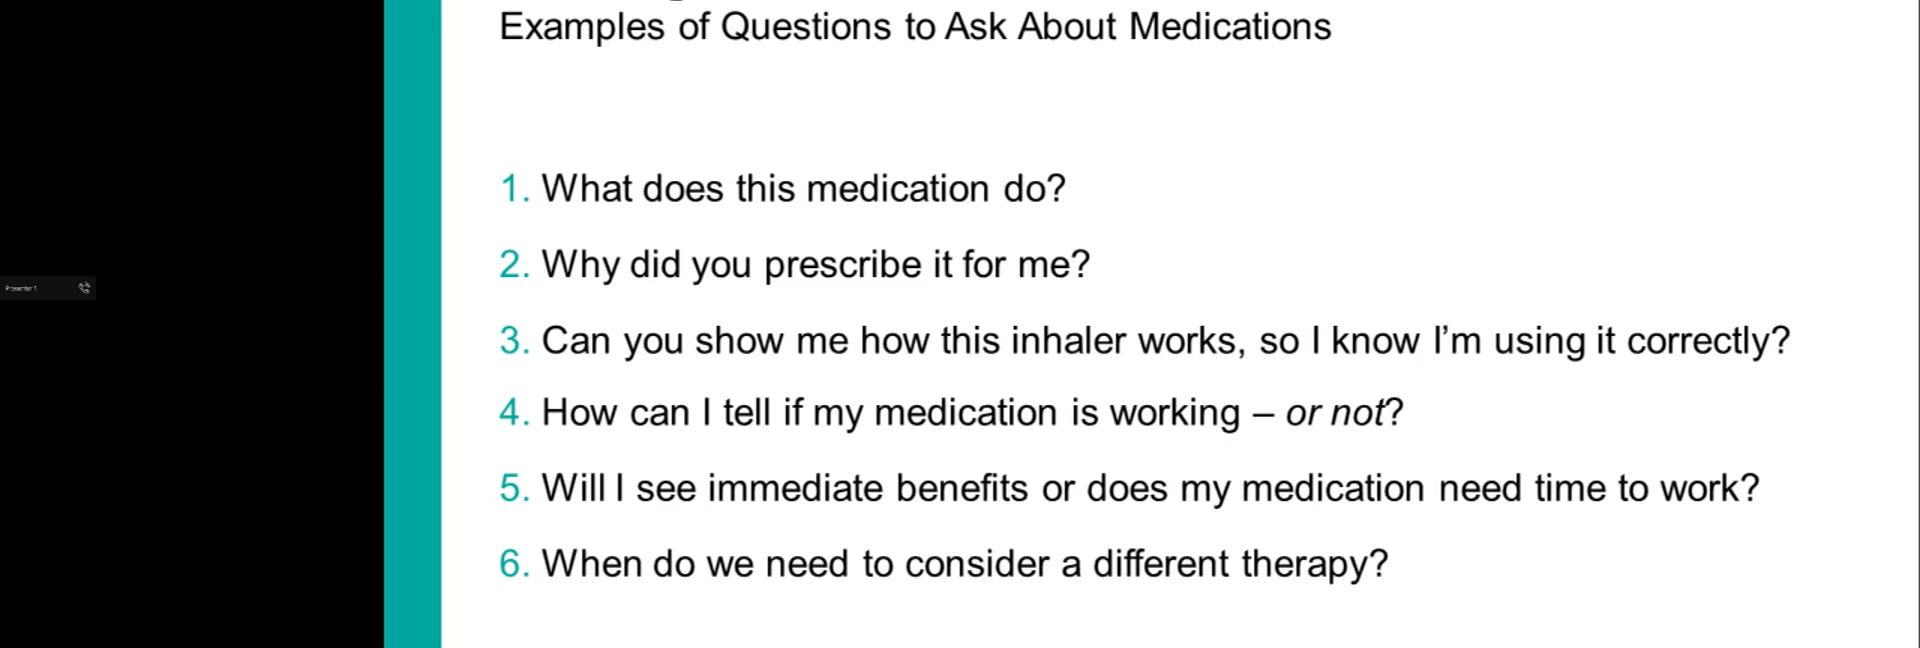 Examples of Questions to Ask About Medications
1. What does this medication do?
2. Why did you prescribe it for me?
3. Can you show me how this inhaler works, so I know I’m using it correctly?
Presenter 1
4. How can I tell if my medication is working – or not?
5. Will I see immediate benefits or does my medication need time to work?
6. When do we need to consider a different therapy?